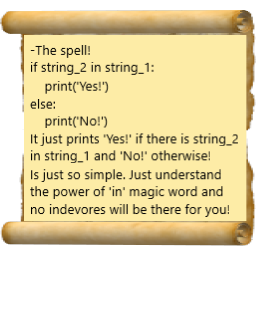 -The spell!
if string_2 in string_1:
    print('Yes!')
else:
    print('No!')
It just prints 'Yes!' if there is string_2
in string_1 and 'No!' otherwise!
Is just so simple. Just understand
the power of 'in' magic word and
no indevores will be there for you!